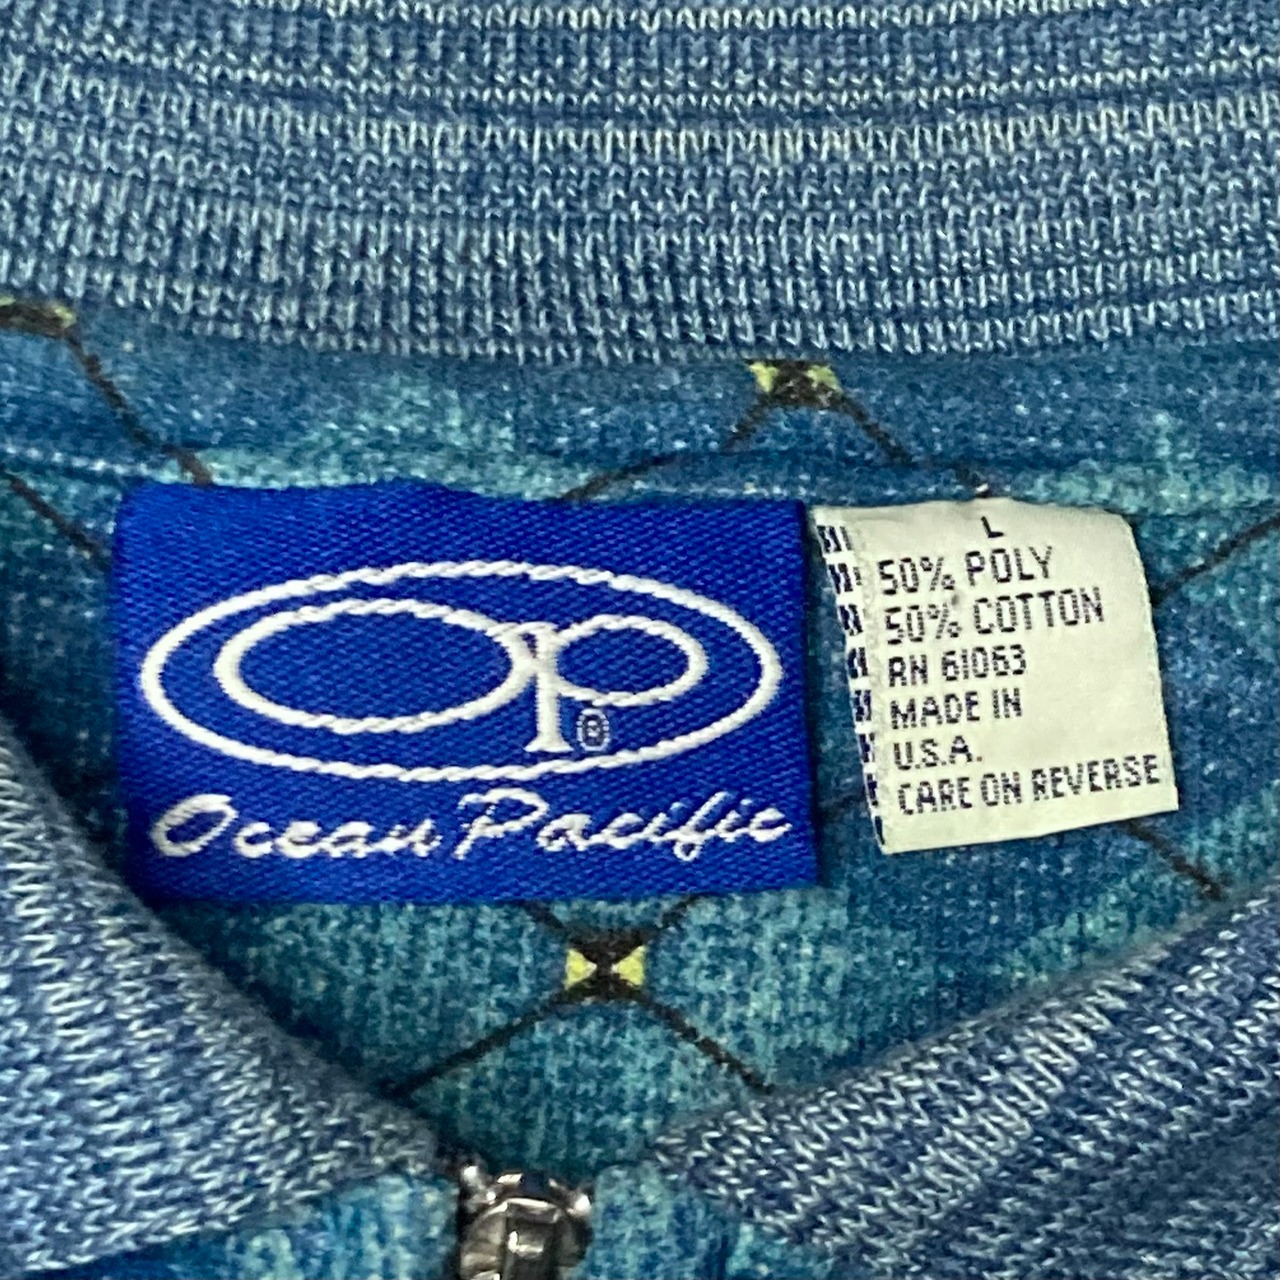 Op®
Ocean Pacific
L
50% POLY
50% COTTON
RN 61063
MADE IN
U.S.A.
CARE ON REVERSE